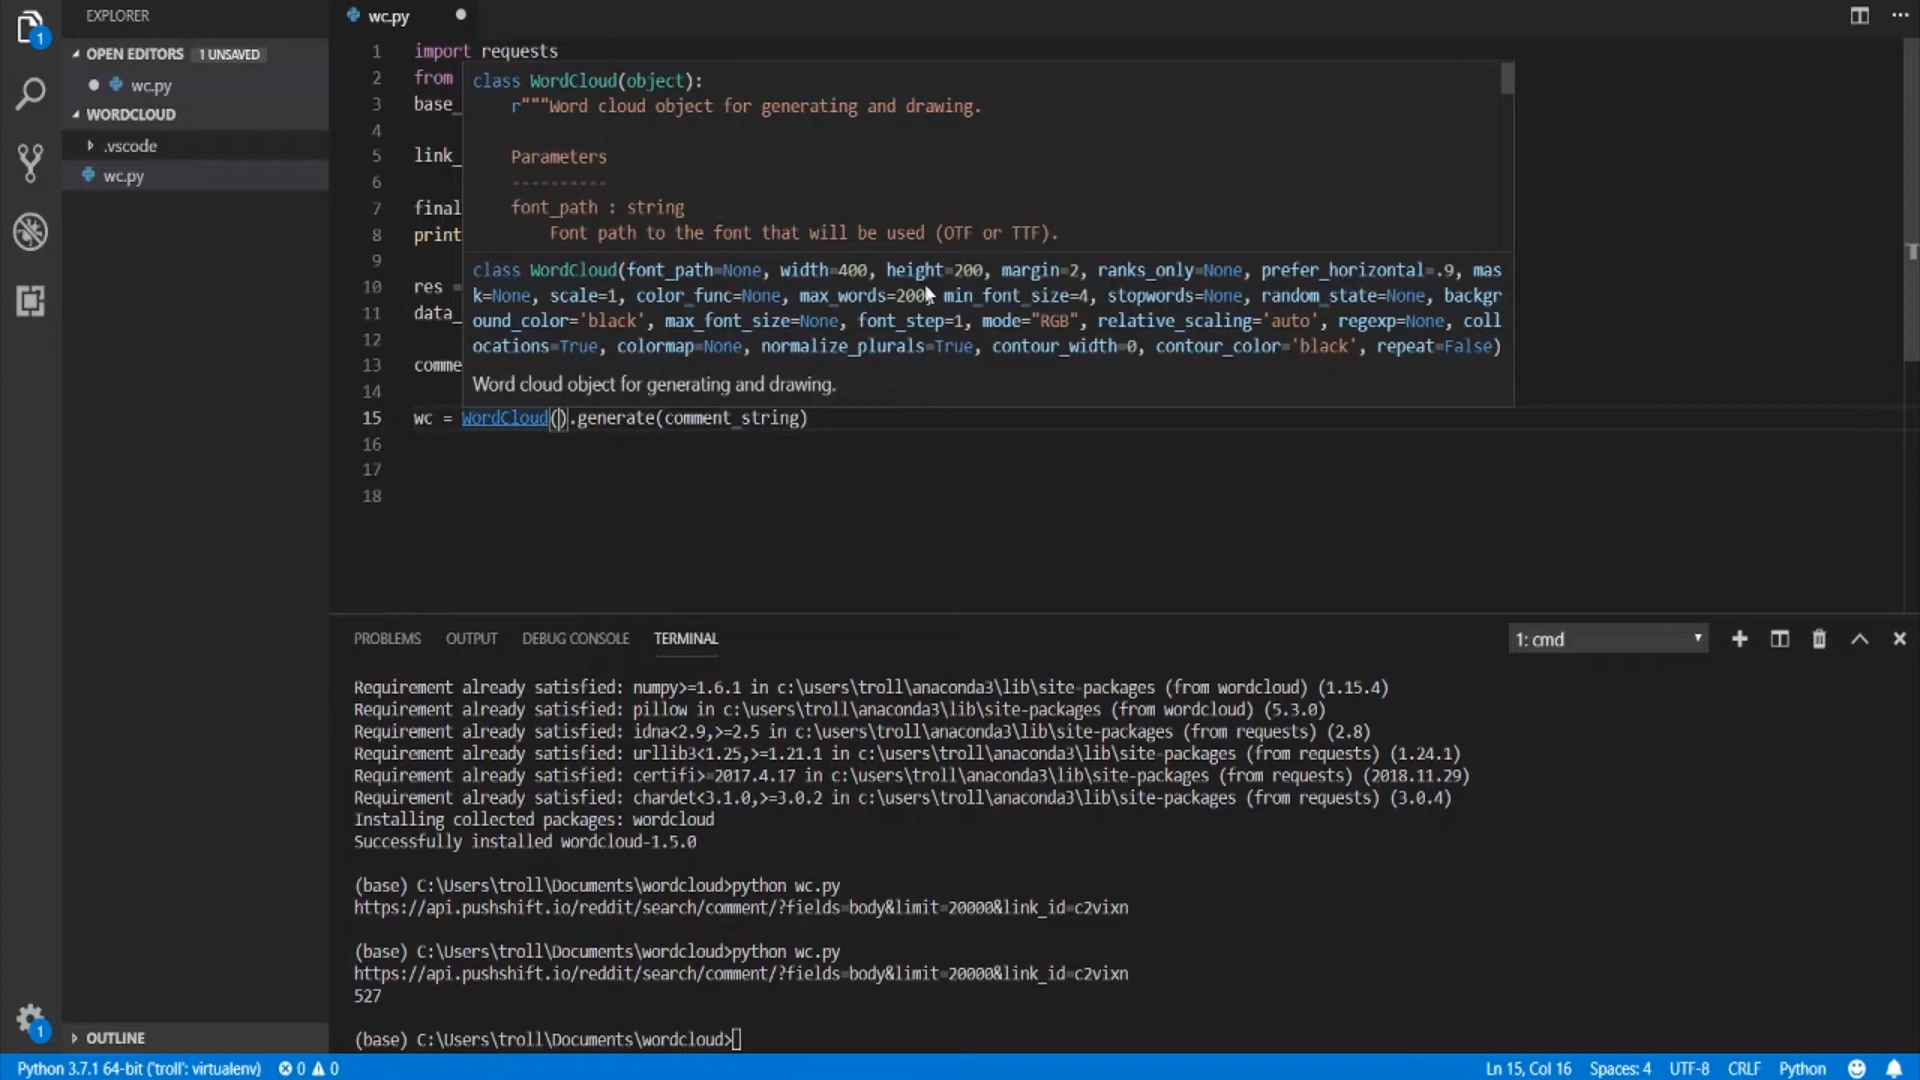 EXPLORER
OPEN EDITORS 1 UNSAVED
wc.py
WORDCLOUD
.vscode
wc.py
OUTLINE
1
1
wc.py
1 import requests
2 from
3 base_
4
5 link_
6
7 final
8 print
9
10 res =
11 data_
12
13 comme
14
15 wc = WordCloud().generate(comment_string)
16
17
18
class WordCloud(object):
r"""Word cloud object for generating and drawing.
Parameters
----------
font_path : string
Font path to the font that will be used (OTF or TTF).
class WordCloud(font_path=None, width=400, height=200, margin=2, ranks_only=None, prefer_horizontal=.9, mas
k=None, scale=1, color_func=None, max_words=200, min_font_size=4, stopwords=None, random_state=None, backgr
ound_color='black', max_font_size=None, font_step=1, mode="RGB", relative_scaling='auto', regexp=None, coll
ocations=True, colormap=None, normalize_plurals=True, contour_width=0, contour_color='black', repeat=False)
Word cloud object for generating and drawing.
PROBLEMS OUTPUT DEBUG CONSOLE TERMINAL 1: cmd
Requirement already satisfied: numpy>=1.6.1 in c:\users\troll\anaconda3\lib\site-packages (from wordcloud) (1.15.4)
Requirement already satisfied: pillow in c:\users\troll\anaconda3\lib\site-packages (from wordcloud) (5.3.0)
Requirement already satisfied: idna<2.9,>=2.5 in c:\users\troll\anaconda3\lib\site-packages (from requests) (2.8)
Requirement already satisfied: urllib3<1.25,>=1.21.1 in c:\users\troll\anaconda3\lib\site-packages (from requests) (1.24.1)
Requirement already satisfied: certifi>=2017.4.17 in c:\users\troll\anaconda3\lib\site-packages (from requests) (2018.11.29)
Requirement already satisfied: chardet<3.1.0,>=3.0.2 in c:\users\troll\anaconda3\lib\site-packages (from requests) (3.0.4)
Installing collected packages: wordcloud
Successfully installed wordcloud-1.5.0
(base) C:\Users\troll\Documents\wordcloud>python wc.py
https://api.pushshift.io/reddit/search/comment/?fields=body&limit=20000&link_id=c2vixn
(base) C:\Users\troll\Documents\wordcloud>python wc.py
https://api.pushshift.io/reddit/search/comment/?fields=body&limit=20000&link_id=c2vixn
527
(base) C:\Users\troll\Documents\wordcloud>
Python 3.7.1 64-bit ('troll': virtualenv) 0 0 Ln 15, Col 16 Spaces: 4 UTF-8 CRLF Python